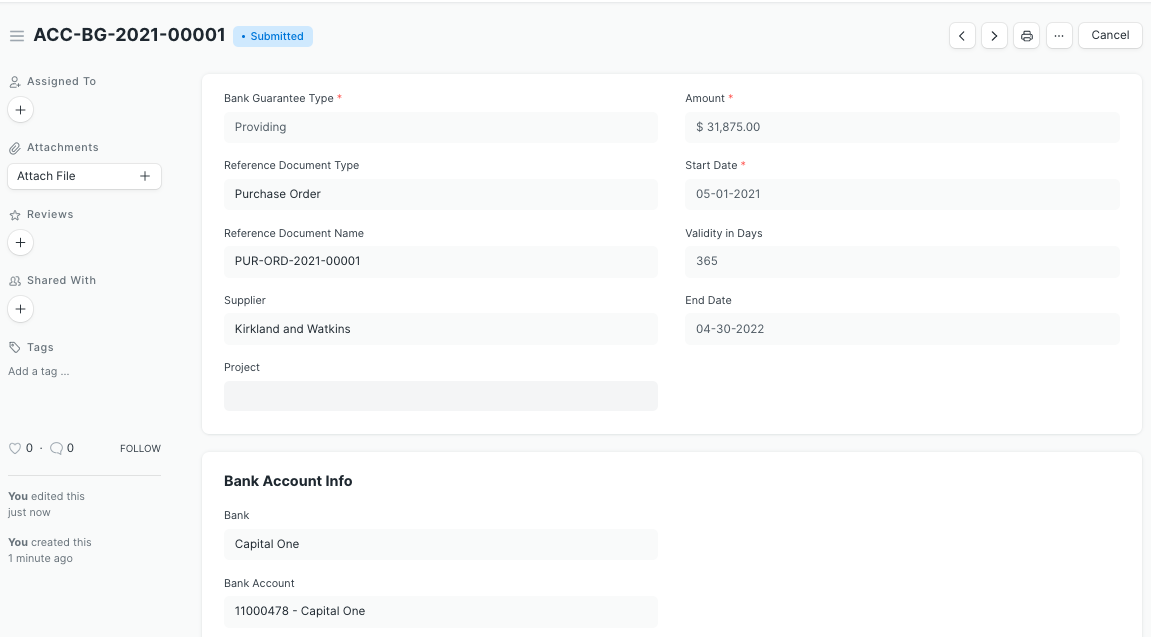 ACC-BG-2021-00001
• Submitted
...
Cancel
Assigned To
+
Attachments
Attach File +
Reviews
+
Shared With
+
Tags
Add a tag ...
0 · 0 FOLLOW
You edited this
just now
You created this
1 minute ago
Bank Guarantee Type *
Providing
Reference Document Type
Purchase Order
Reference Document Name
PUR-ORD-2021-00001
Supplier
Kirkland and Watkins
Project
Amount *
$ 31,875.00
Start Date *
05-01-2021
Validity in Days
365
End Date
04-30-2022
Bank Account Info
Bank
Capital One
Bank Account
11000478 - Capital One